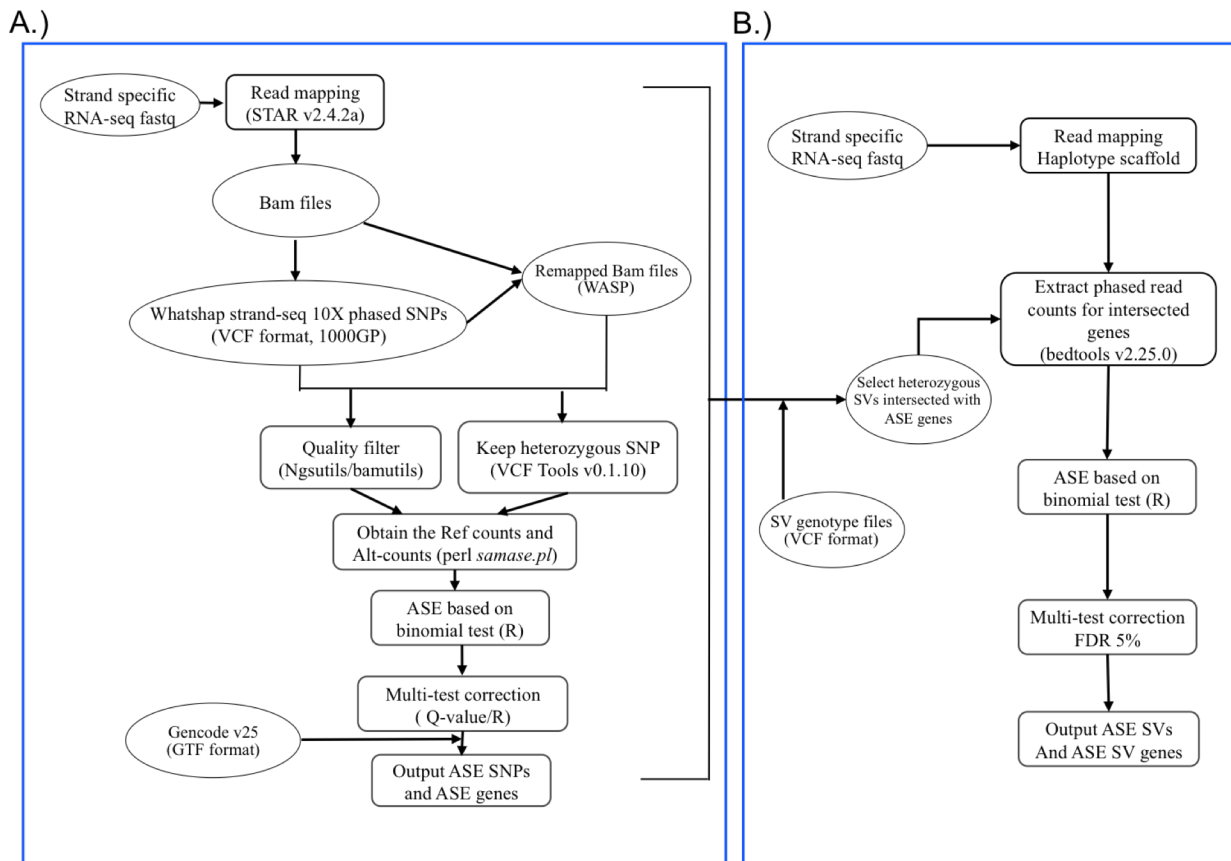 A.)
Strand specific
RNA-seq fastq
Read mapping
(STAR v2.4.2a)
Bam files
Remapped Bam files
(WASP)
Whatshap strand-seq 10X phased SNPs
(VCF format, 1000GP)
Quality filter
(Ngsutils/bamutils)
Keep heterozygous SNP
(VCF Tools v0.1.10)
Obtain the Ref counts and
Alt-counts (perl samase.pl)
ASE based on
binomial test (R)
Multi-test correction
( Q-value/R)
Gencode v25
(GTF format)
Output ASE SNPs
and ASE genes
B.)
Strand specific
RNA-seq fastq
Read mapping
Haplotype scaffold
Extract phased read
counts for intersected
genes
(bedtools v2.25.0)
Select heterozygous
SVs intersected with
ASE genes
SV genotype files
(VCF format)
ASE based on
binomial test (R)
Multi-test correction
FDR 5%
Output ASE SVs
And ASE SV genes